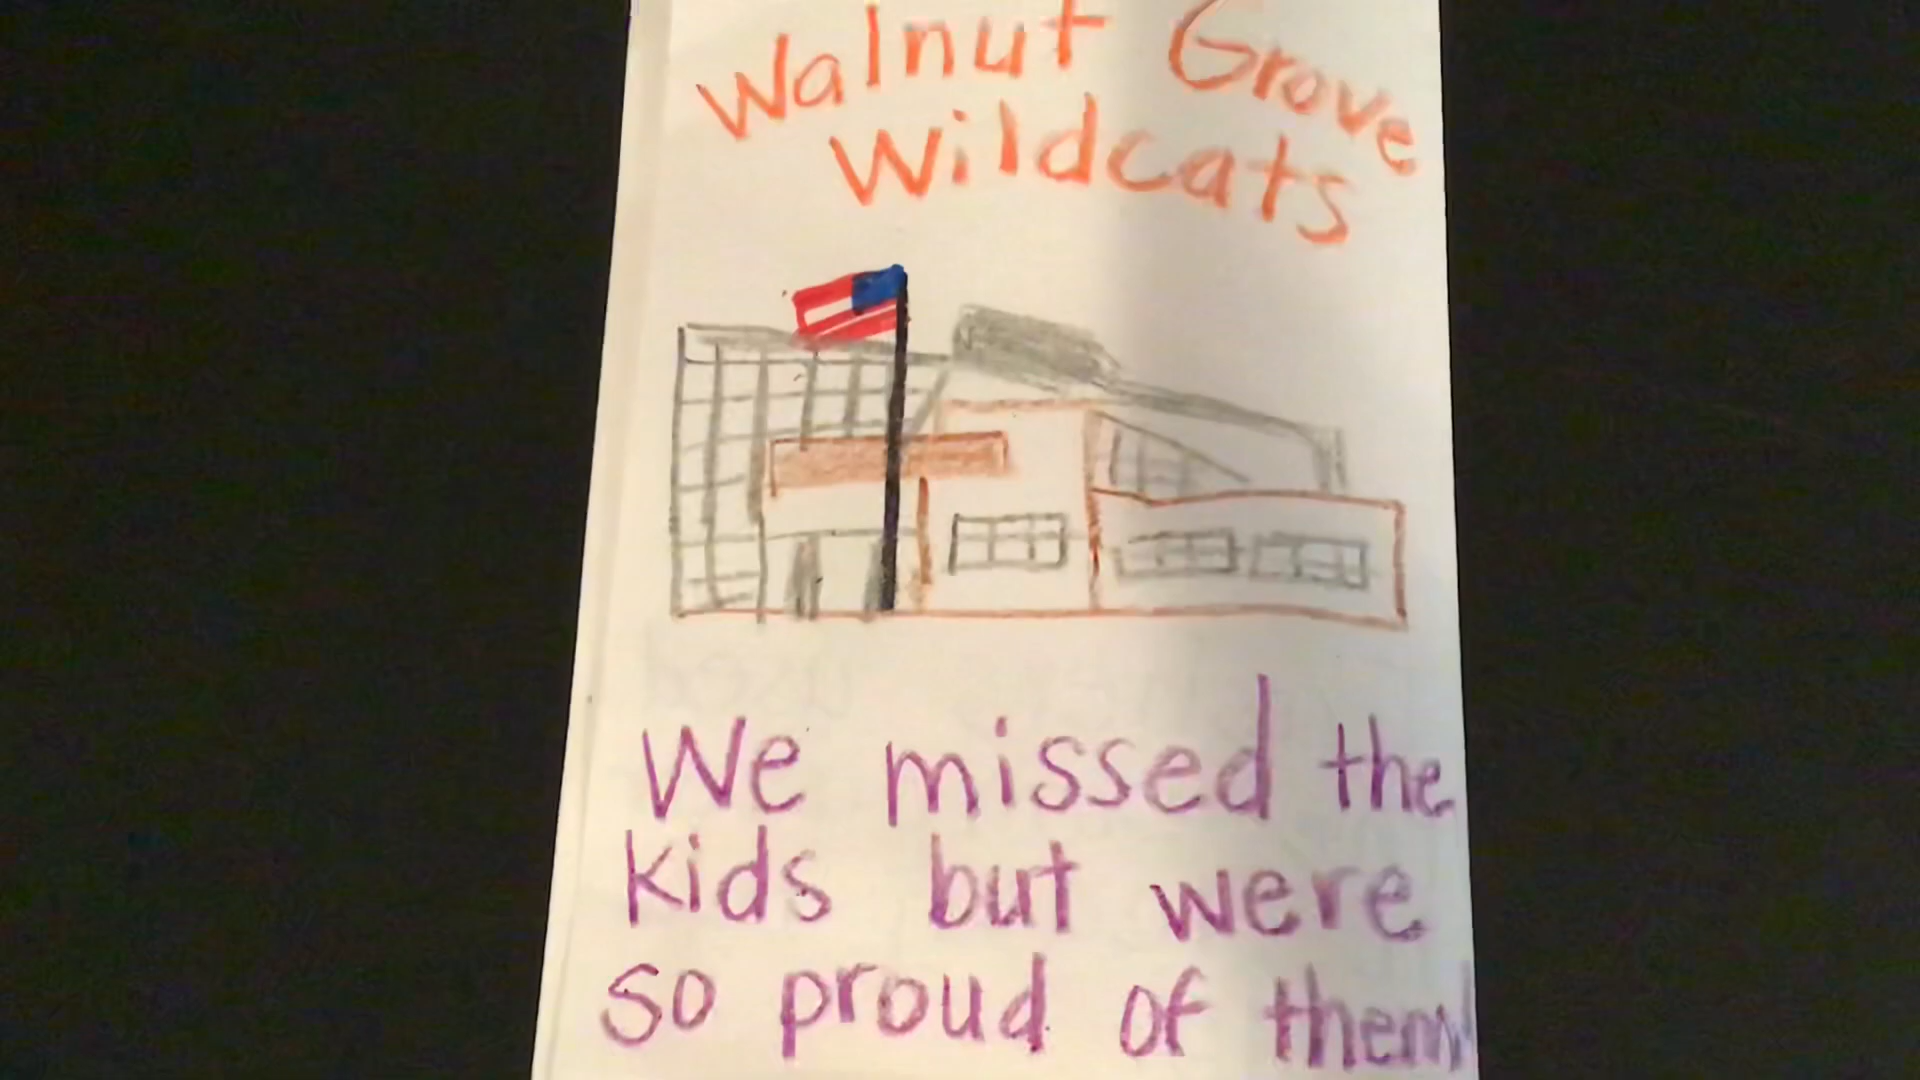 Walnut Grove
Wildcats
We missed the
kids but were
so proud of them!